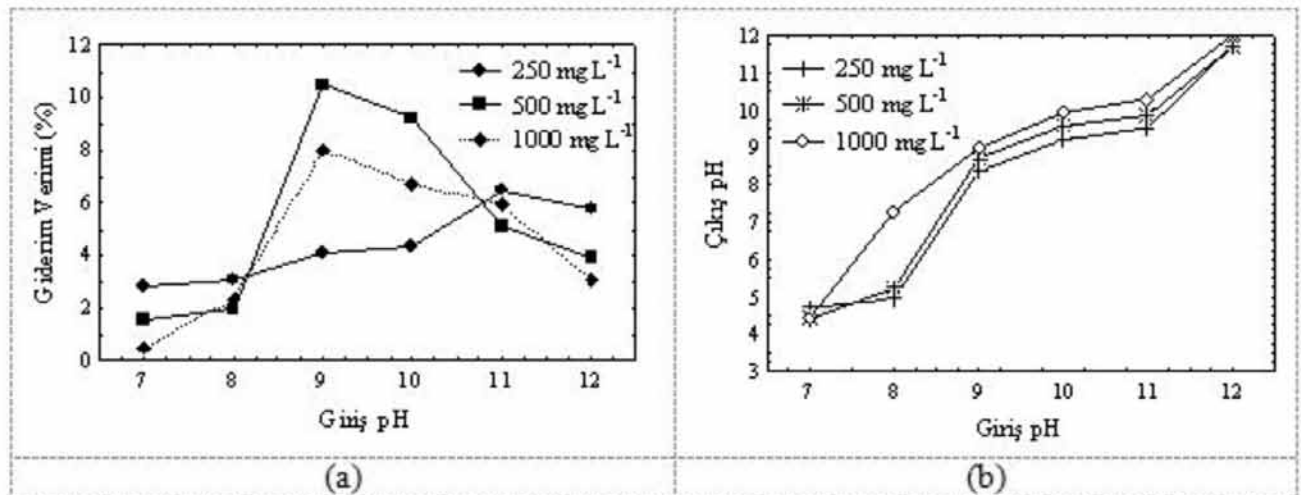 12
10
8
6
4
2
0
Giderim Verimi (%)
250 mg L⁻¹
500 mg L⁻¹
1000 mg L⁻¹
7 8 9 10 11 12
Giriş pH
(a)
12
11
10
9
8
7
6
5
4
3
Çıkış pH
250 mg L⁻¹
500 mg L⁻¹
1000 mg L⁻¹
7 8 9 10 11 12
Giriş pH
(b)